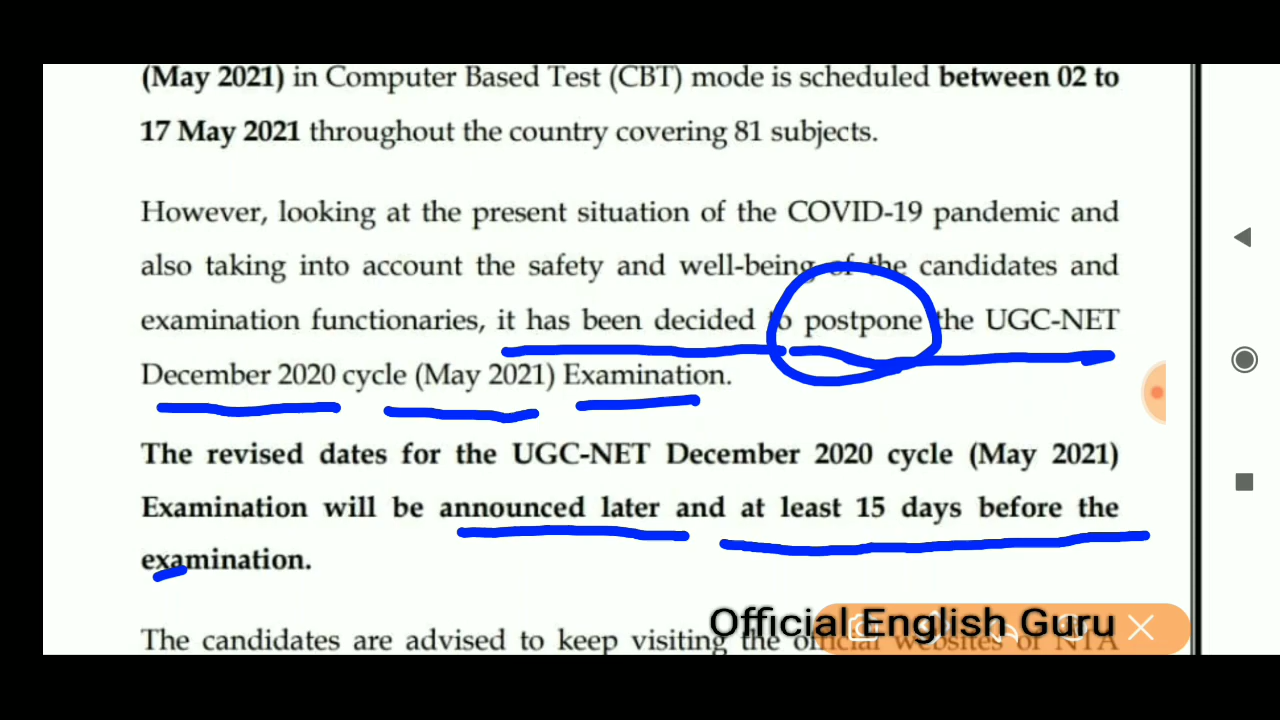 (May 2021) in Computer Based Test (CBT) mode is scheduled between 02 to
17 May 2021 throughout the country covering 81 subjects.
However, looking at the present situation of the COVID-19 pandemic and
also taking into account the safety and well-being of the candidates and
examination functionaries, it has been decided to postpone the UGC-NET
December 2020 cycle (May 2021) Examination.
The revised dates for the UGC-NET December 2020 cycle (May 2021)
Examination will be announced later and at least 15 days before the
examination.
Official English Guru
The candidates are advised to keep visiting the official websites of NTA